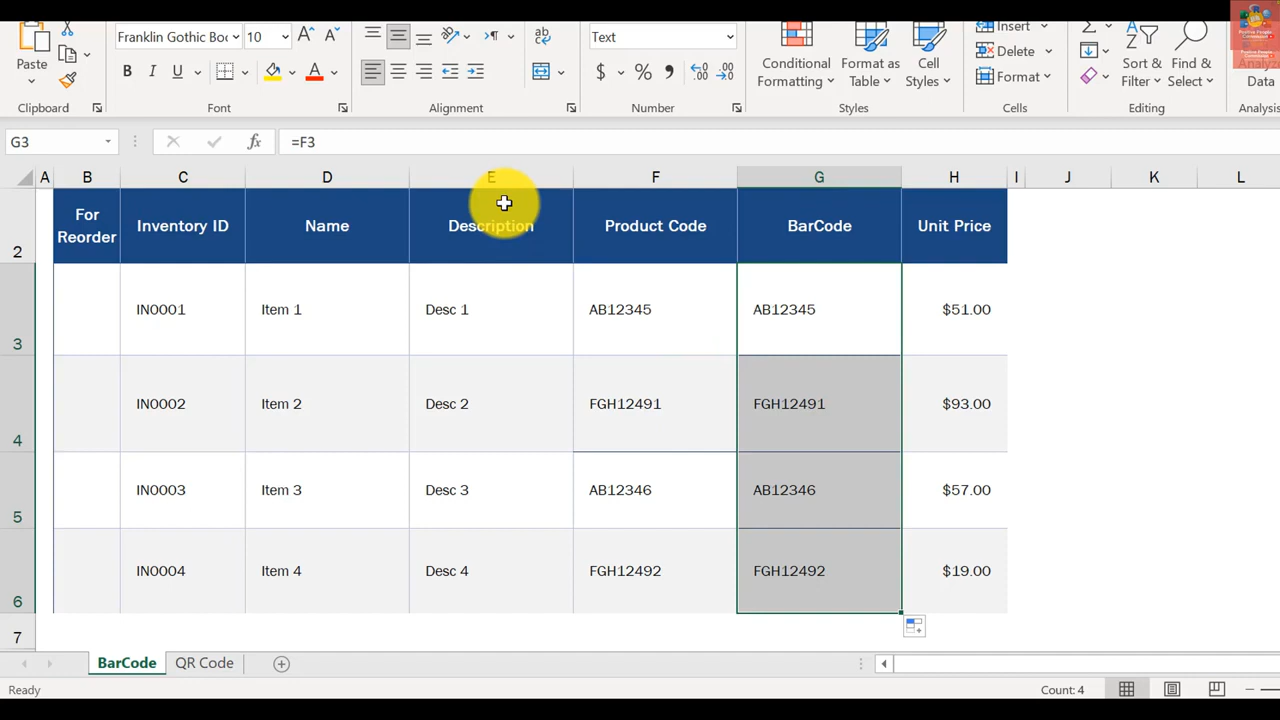 Franklin Gothic Boc
10
Text
Insert
Delete
Format
Paste
Conditional
Formatting
Format as
Table
Cell
Styles
Sort &
Filter
Find &
Select
Data
Clipboard
Font
Alignment
Number
Styles
Cells
Editing
Analysis
G3
fx
=F3
A B C D E F G H I J K L
2 For Reorder Inventory ID Name Description Product Code BarCode Unit Price
3 IN0001 Item 1 Desc 1 AB12345 AB12345 $51.00
4 IN0002 Item 2 Desc 2 FGH12491 FGH12491 $93.00
5 IN0003 Item 3 Desc 3 AB12346 AB12346 $57.00
6 IN0004 Item 4 Desc 4 FGH12492 FGH12492 $19.00
7
BarCode QR Code
Ready
Count: 4